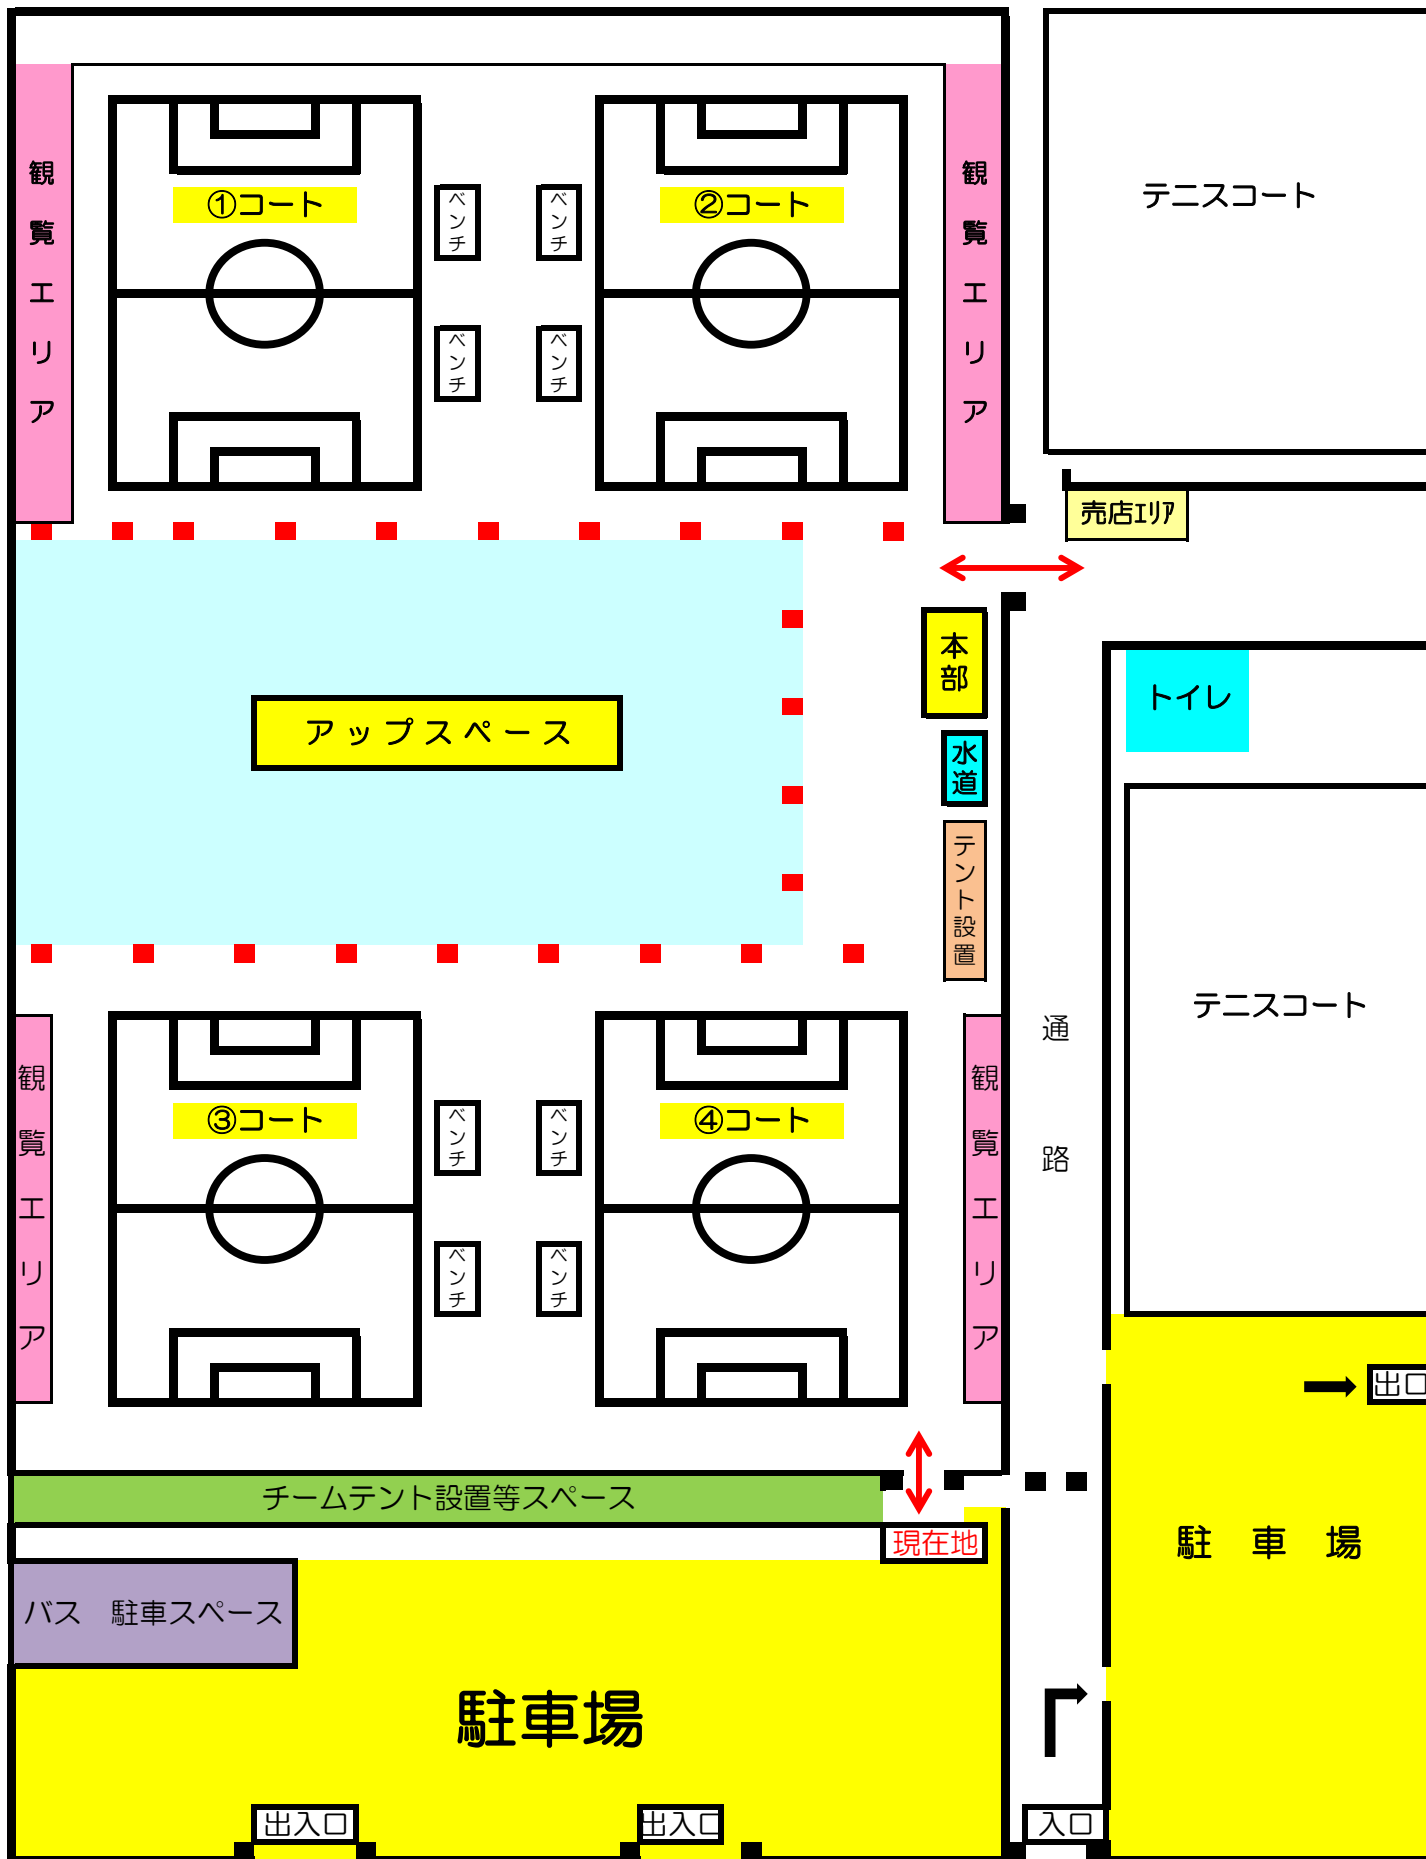 観覧エリア
①コート
ベンチ
ベンチ
②コート
観覧エリア
テニスコート
ベンチ
ベンチ
売店エリア
本部
アップスペース
トイレ
水道
テント設置
テニスコート
通路
観覧エリア
③コート
ベンチ
ベンチ
④コート
観覧エリア
ベンチ
ベンチ
出口
チームテント設置等スペース
現在地
駐車場
バス 駐車スペース
駐車場
出入口
出入口
入口